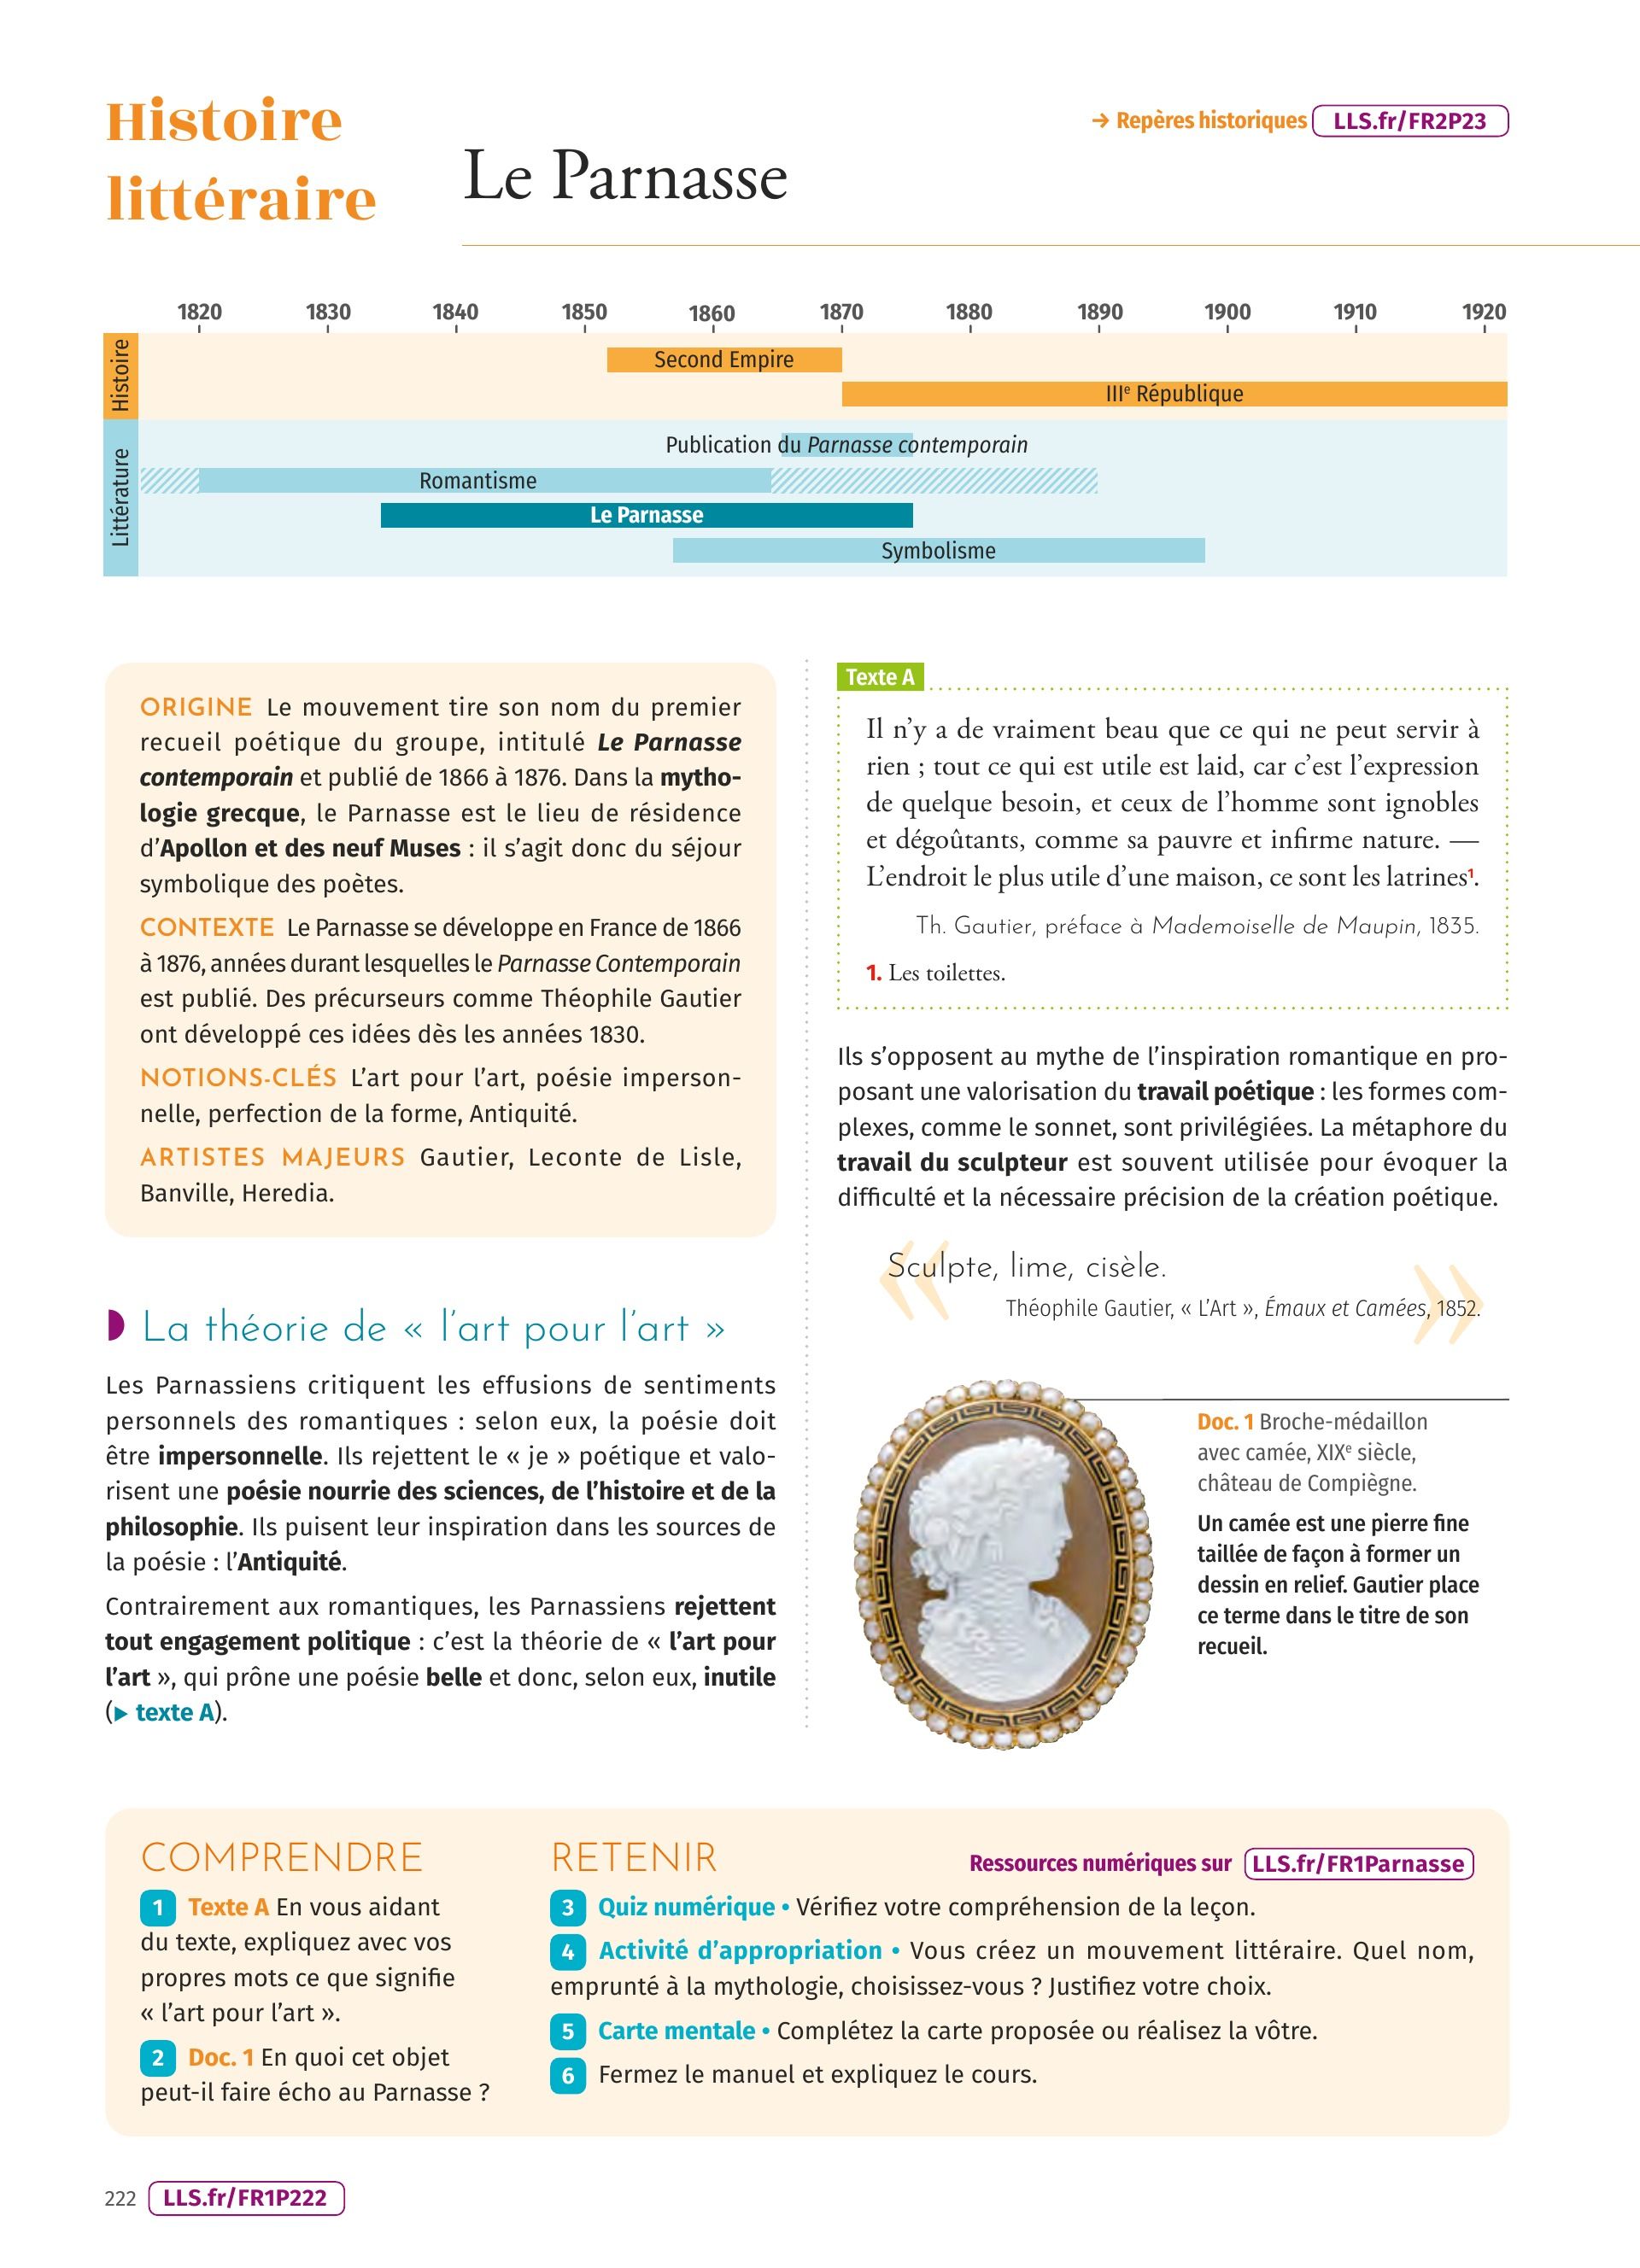 Histoire
littéraire
Le Parnasse
→ Repères historiques LLS.fr/FR2P23
1820 1830 1840 1850 1860 1870 1880 1890 1900 1910 1920
Histoire
Second Empire
IIIe République
Littérature
Publication du Parnasse contemporain
Romantisme
Le Parnasse
Symbolisme
ORIGINE Le mouvement tire son nom du premier
recueil poétique du groupe, intitulé Le Parnasse
contemporain et publié de 1866 à 1876. Dans la mytho-
logie grecque, le Parnasse est le lieu de résidence
d’Apollon et des neuf Muses : il s’agit donc du séjour
symbolique des poètes.
CONTEXTE Le Parnasse se développe en France de 1866
à 1876, années durant lesquelles le Parnasse Contemporain
est publié. Des précurseurs comme Théophile Gautier
ont développé ces idées dès les années 1830.
NOTIONS-CLÉS L’art pour l’art, poésie imperson-
nelle, perfection de la forme, Antiquité.
ARTISTES MAJEURS Gautier, Leconte de Lisle,
Banville, Heredia.
La théorie de « l’art pour l’art »
Les Parnassiens critiquent les effusions de sentiments
personnels des romantiques : selon eux, la poésie doit
être impersonnelle. Ils rejettent le « je » poétique et valo-
risent une poésie nourrie des sciences, de l’histoire et de la
philosophie. Ils puisent leur inspiration dans les sources de
la poésie : l’Antiquité.
Contrairement aux romantiques, les Parnassiens rejettent
tout engagement politique : c’est la théorie de « l’art pour
l’art », qui prône une poésie belle et donc, selon eux, inutile
(▶ texte A).
Texte A
Il n’y a de vraiment beau que ce qui ne peut servir à
rien ; tout ce qui est utile est laid, car c’est l’expression
de quelque besoin, et ceux de l’homme sont ignobles
et dégoûtants, comme sa pauvre et infirme nature. —
L’endroit le plus utile d’une maison, ce sont les latrines1.
Th. Gautier, préface à Mademoiselle de Maupin, 1835.
1. Les toilettes.
Ils s’opposent au mythe de l’inspiration romantique en pro-
posant une valorisation du travail poétique : les formes com-
plexes, comme le sonnet, sont privilégiées. La métaphore du
travail du sculpteur est souvent utilisée pour évoquer la
difficulté et la nécessaire précision de la création poétique.
« Sculpte, lime, cisèle.
Théophile Gautier, « L’Art », Émaux et Camées, 1852. »
Doc. 1 Broche-médaillon
avec camée, XIXe siècle,
château de Compiègne.
Un camée est une pierre fine
taillée de façon à former un
dessin en relief. Gautier place
ce terme dans le titre de son
recueil.
COMPRENDRE
1 Texte A En vous aidant
du texte, expliquez avec vos
propres mots ce que signifie
« l’art pour l’art ».
2 Doc. 1 En quoi cet objet
peut-il faire écho au Parnasse ?
RETENIR
Ressources numériques sur LLS.fr/FR1Parnasse
3 Quiz numérique • Vérifiez votre compréhension de la leçon.
4 Activité d’appropriation • Vous créez un mouvement littéraire. Quel nom,
emprunté à la mythologie, choisissez-vous ? Justifiez votre choix.
5 Carte mentale • Complétez la carte proposée ou réalisez la vôtre.
6 Fermez le manuel et expliquez le cours.
222 LLS.fr/FR1P222